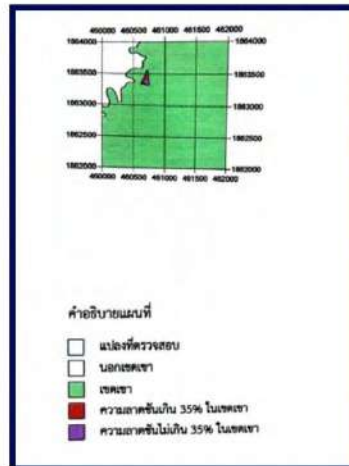 460000 460500 461000 461500 462000
1864000 1864000
1863500 1863500
1863000 1863000
1862500 1862500
1862000 1862000
460000 460500 461000 461500 462000
คำอธิบายแผนที่
แปลงที่ตรวจสอบ
นอกเขตเขา
เขตเขา
ความลาดชันเกิน 35% ในเขตเขา
ความลาดชันไม่เกิน 35% ในเขตเขา